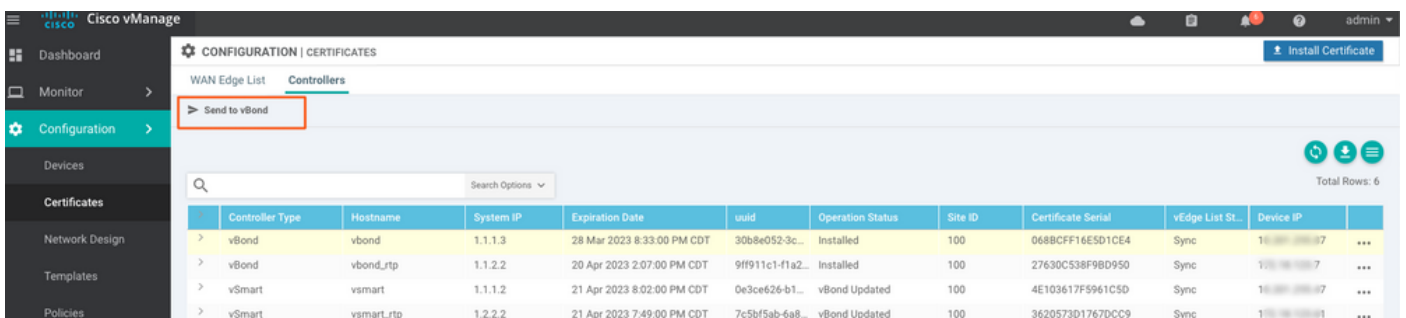 CISCO Cisco vManage admin
Dashboard
CONFIGURATION | CERTIFICATES
Install Certificate
WAN Edge List Controllers
Monitor
Send to vBond
Configuration
Devices
Search Options
Total Rows: 6
Certificates
Controller Type Hostname System IP Expiration Date uuid Operation Status Site ID Certificate Serial vEdge List St... Device IP
Network Design
vBond vbond 1.1.1.3 28 Mar 2023 8:33:00 PM CDT 30b8e052-3c... Installed 100 068BCFF16E5D1CE4 Sync
vBond vbond_rtp 1.1.2.2 20 Apr 2023 2:07:00 PM CDT 9ff911c1-f1a2... Installed 100 27630C538F9BD950 Sync
Templates
vSmart vsmart 1.1.1.2 21 Apr 2023 8:02:00 PM CDT 0e3ce626-b1... vBond Updated 100 4E103617F5961C5D Sync
Policies
vSmart vsmart_rtp 1.2.2.2 21 Apr 2023 7:49:00 PM CDT 7c5bf5ab-6a8... vBond Updated 100 3620573D1767DCC9 Sync